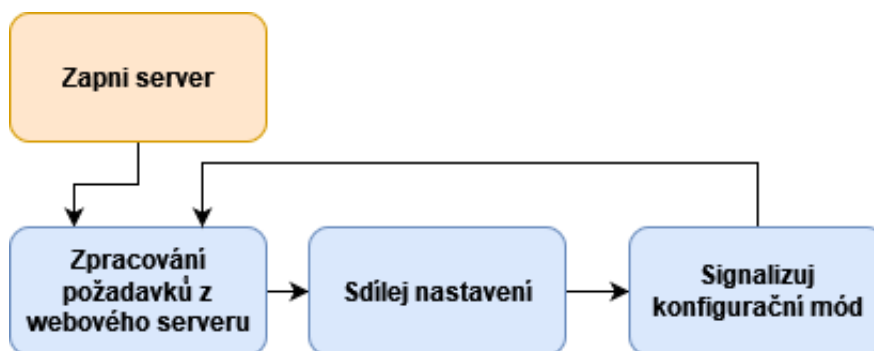 Zapni server
Zpracování
požadavků z
webového serveru
Sdílej nastavení
Signalizuj
konfigurační mód